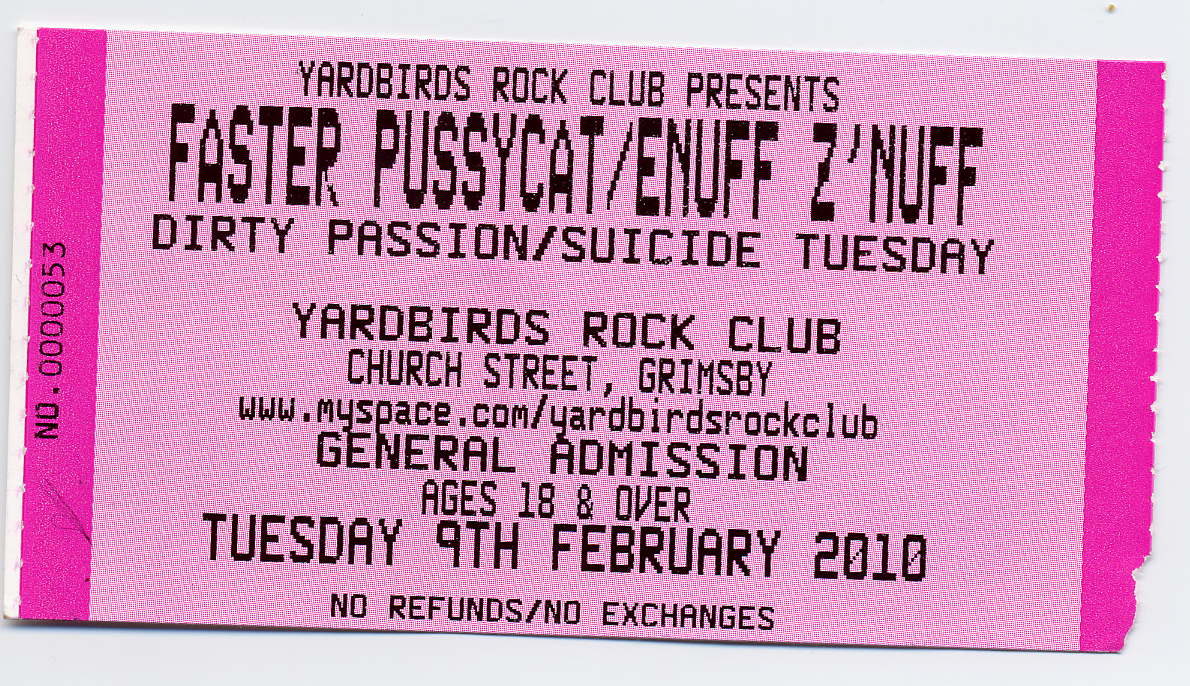 YARDBIRDS ROCK CLUB PRESENTS
FASTER PUSSYCAT/ENUFF Z'NUFF
DIRTY PASSION/SUICIDE TUESDAY
YARDBIRDS ROCK CLUB
CHURCH STREET, GRIMSBY
www.myspace.com/yardbirdsrockclub
GENERAL ADMISSION
AGES 18 & OVER
TUESDAY 9TH FEBRUARY 2010
NO REFUNDS/NO EXCHANGES
NO.0000053